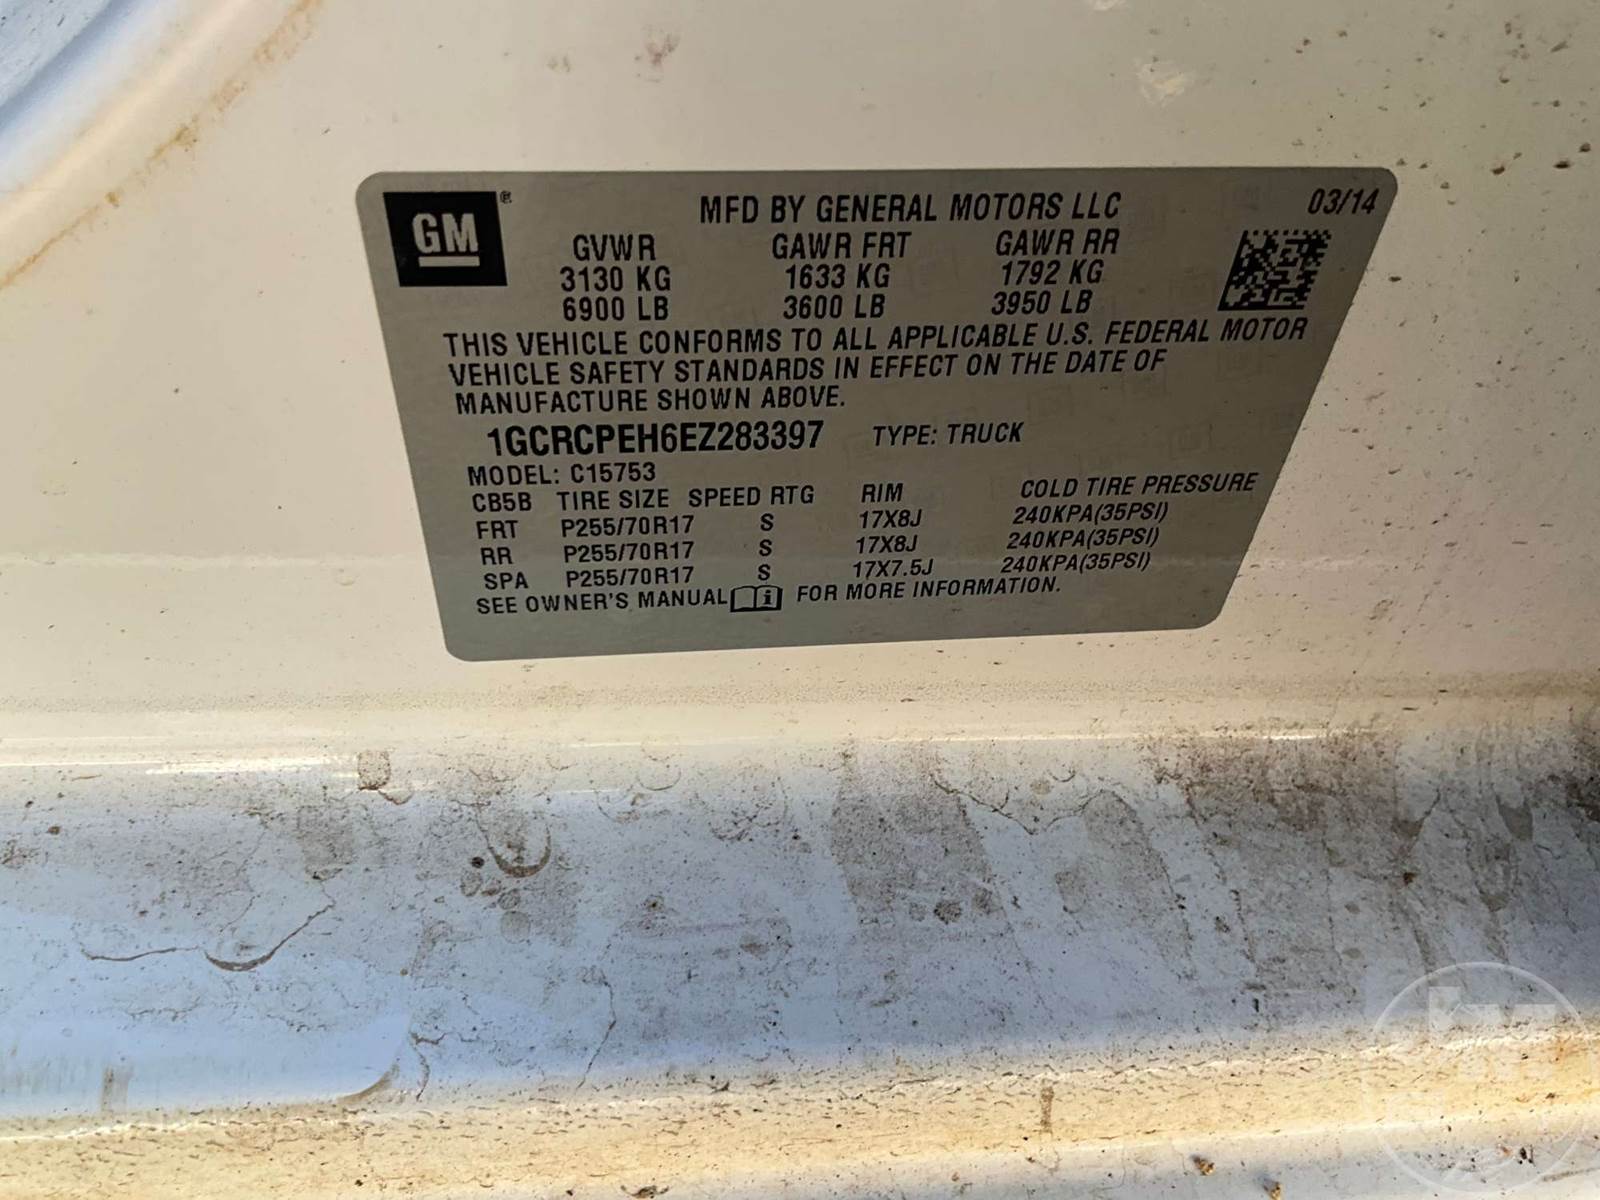 GM®
MFD BY GENERAL MOTORS LLC 03/14
GVWR GAWR FRT GAWR RR
3130 KG 1633 KG 1792 KG
6900 LB 3600 LB 3950 LB
THIS VEHICLE CONFORMS TO ALL APPLICABLE U.S. FEDERAL MOTOR
VEHICLE SAFETY STANDARDS IN EFFECT ON THE DATE OF
MANUFACTURE SHOWN ABOVE.
1GCRCPEH6EZ283397 TYPE: TRUCK
MODEL: C15753
CB5B TIRE SIZE SPEED RTG RIM COLD TIRE PRESSURE
FRT P255/70R17 S 17X8J 240KPA(35PSI)
RR P255/70R17 S 17X8J 240KPA(35PSI)
SPA P255/70R17 S 17X7.5J 240KPA(35PSI)
SEE OWNER'S MANUAL FOR MORE INFORMATION.